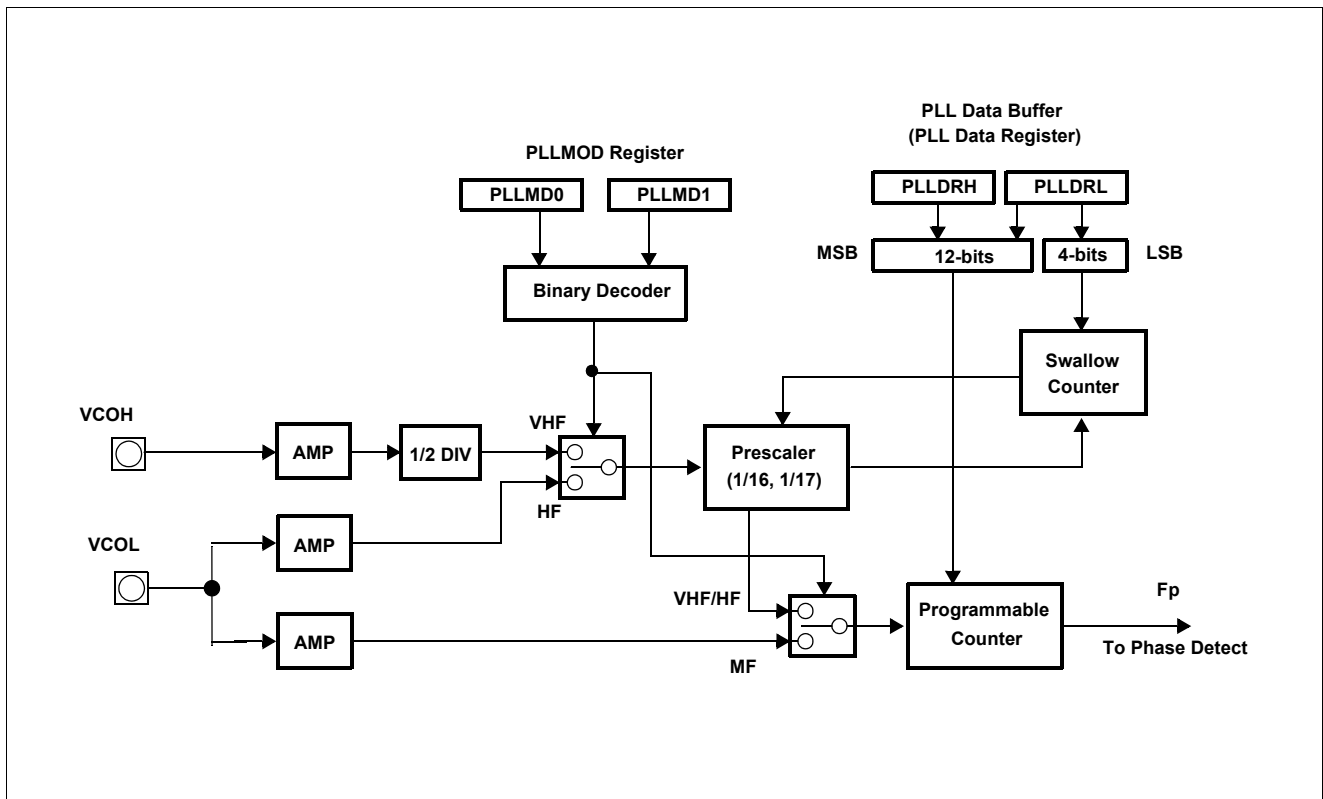 PLL Data Buffer
(PLL Data Register)
PLLMOD Register
PLLMD0
PLLMD1
PLLDRH
PLLDRL
MSB
12-bits
4-bits
LSB
Binary Decoder
Swallow
Counter
VCOH
AMP
1/2 DIV
VHF
HF
Prescaler
(1/16, 1/17)
VCOL
AMP
AMP
VHF/HF
MF
Programmable
Counter
Fp
To Phase Detect